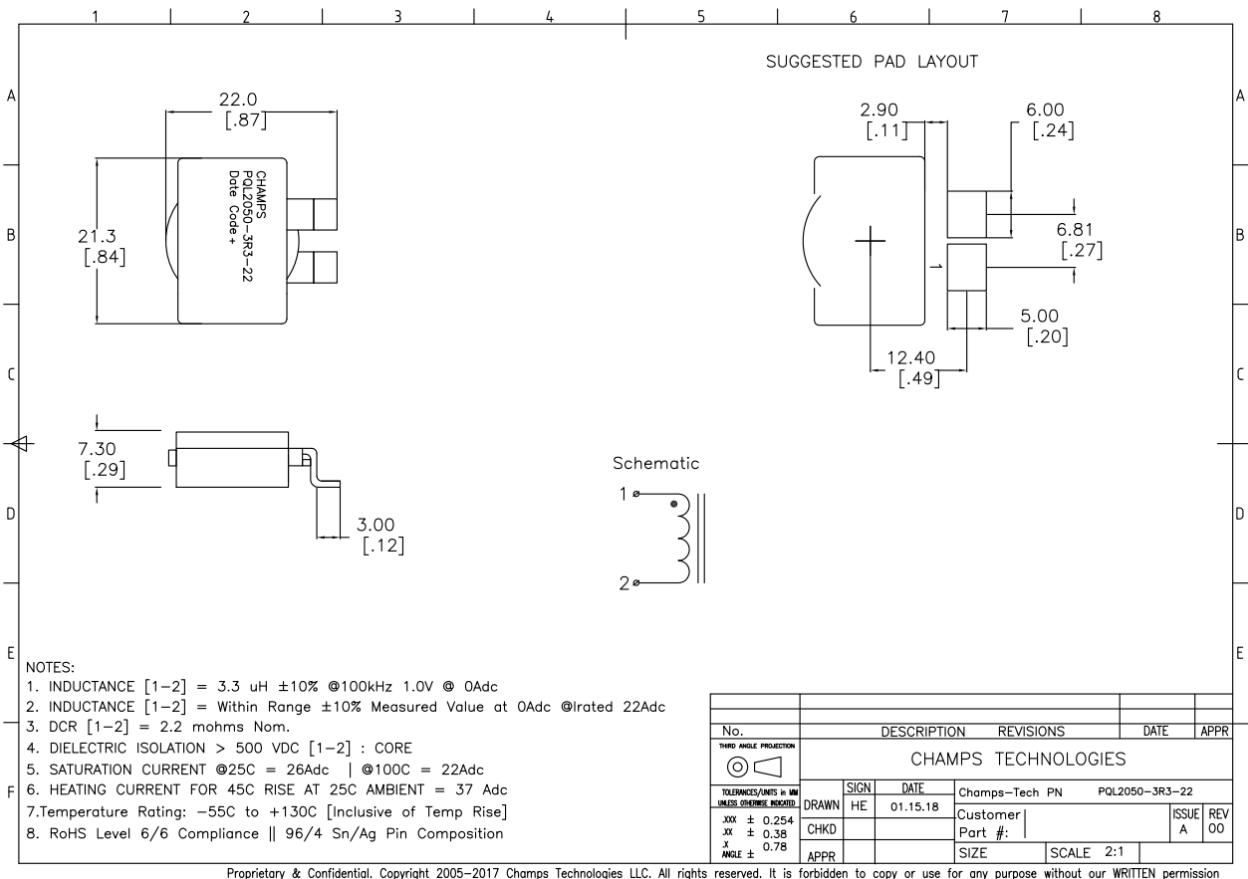 1 2 3 4 5 6 7 8
A
B
C
D
E
F
A
B
C
D
E
22.0
[.87]
21.3
[.84]
CHAMPS
PQL2050-3R3-22
Date Code+
SUGGESTED PAD LAYOUT
2.90
[.11]
6.00
[.24]
6.81
[.27]
1
5.00
[.20]
12.40
[.49]
7.30
[.29]
3.00
[.12]
Schematic
1
2
NOTES:
1. INDUCTANCE [1-2] = 3.3 uH ±10% @100kHz 1.0V @ 0Adc
2. INDUCTANCE [1-2] = Within Range ±10% Measured Value at 0Adc @Irated 22Adc
3. DCR [1-2] = 2.2 mohms Nom.
4. DIELECTRIC ISOLATION > 500 VDC [1-2] : CORE
5. SATURATION CURRENT @25C = 26Adc | @100C = 22Adc
6. HEATING CURRENT FOR 45C RISE AT 25C AMBIENT = 37 Adc
7.Temperature Rating: -55C to +130C [Inclusive of Temp Rise]
8. RoHS Level 6/6 Compliance || 96/4 Sn/Ag Pin Composition
No. DESCRIPTION REVISIONS DATE APPR
THIRD ANGLE PROJECTION
CHAMPS TECHNOLOGIES
TOLERANCES/UNITS in MM
UNLESS OTHERWISE INDICATED
.XXX ± 0.254
.XX ± 0.38
.X 0.78
ANGLE ±
SIGN DATE
DRAWN HE 01.15.18
CHKD
APPR
Champs-Tech PN PQL2050-3R3-22
Customer
Part #:
ISSUE REV
A 00
SIZE SCALE 2:1
Proprietary & Confidential. Copyright 2005-2017 Champs Technologies LLC. All rights reserved. It is forbidden to copy or use for any purpose without our WRITTEN permission